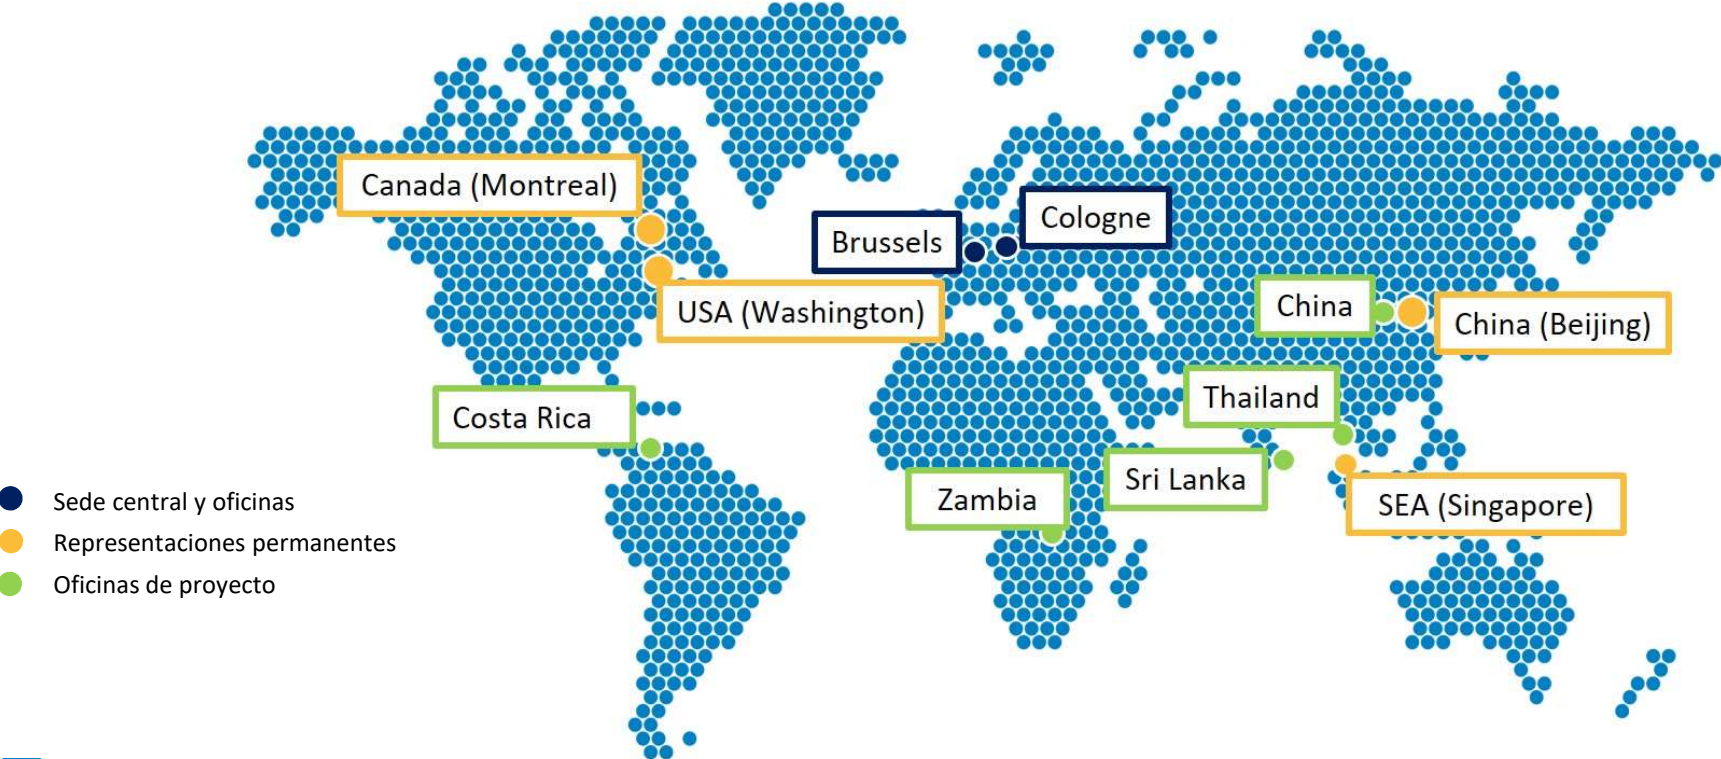 Canada (Montreal)
Cologne
Brussels
USA (Washington)
China
China (Beijing)
Thailand
Costa Rica
Sri Lanka
Zambia
SEA (Singapore)
Sede central y oficinas
Representaciones permanentes
Oficinas de proyecto